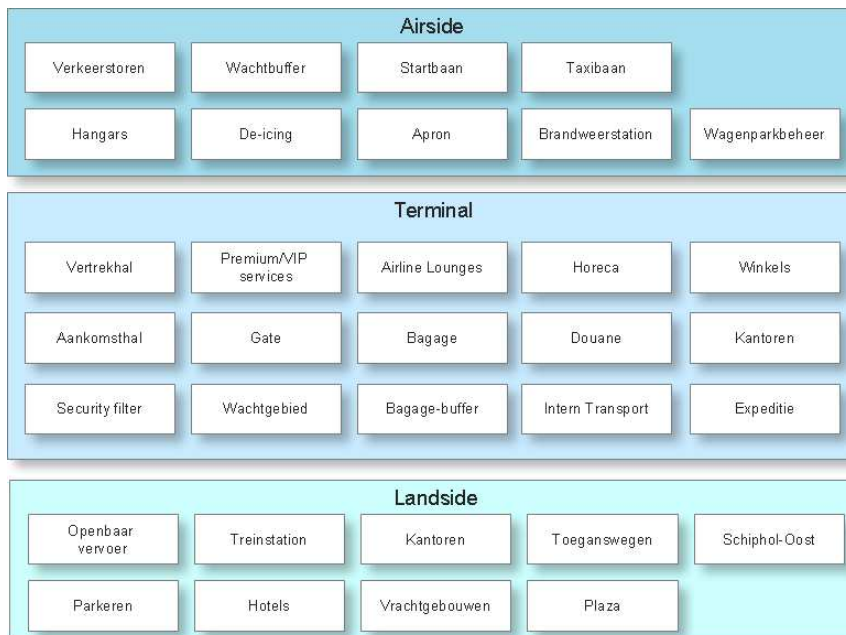 Airside
Verkeerstoren
Wachtbuffer
Startbaan
Taxibaan
Hangars
De-icing
Apron
Brandweerstation
Wagenparkbeheer
Terminal
Vertrekhal
Premium/VIP
services
Airline Lounges
Horeca
Winkels
Aankomsthal
Gate
Bagage
Douane
Kantoren
Security filter
Wachtgebied
Bagage-buffer
Intern Transport
Expeditie
Landside
Openbaar
vervoer
Treinstation
Kantoren
Toeganswegen
Schiphol-Oost
Parkeren
Hotels
Vrachtgebouwen
Plaza